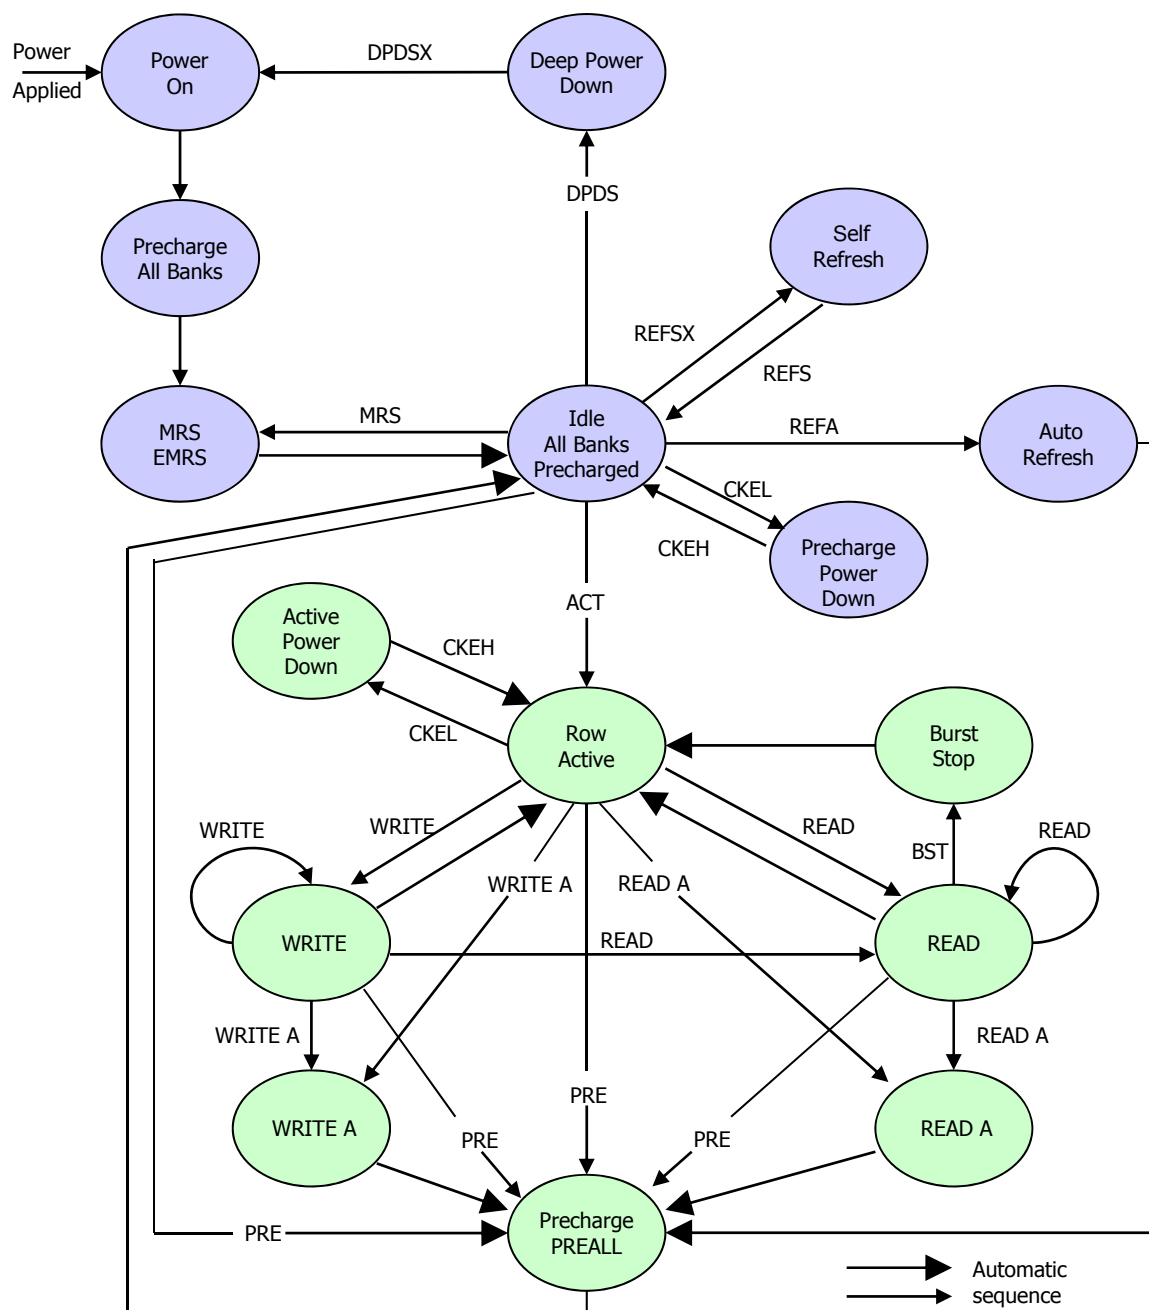 Power
Applied
Power
On
DPDSX
Deep Power
Down
DPDS
Precharge
All Banks
Self
Refresh
REFSX
REFS
MRS
EMRS
MRS
Idle
All Banks
Precharged
REFA
Auto
Refresh
CKEL
CKEH
Precharge
Power
Down
ACT
Active
Power
Down
CKEH
CKEL
Row
Active
Burst
Stop
WRITE
WRITE
READ
BST
READ
WRITE A
READ A
WRITE
READ
READ
WRITE A
READ A
WRITE A
PRE
PRE
PRE
READ A
PRE
Precharge
PREALL
Automatic
sequence